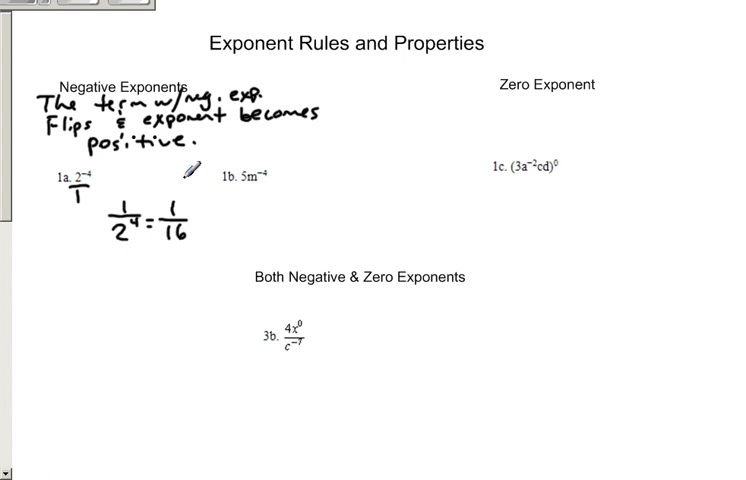 Exponent Rules and Properties
Negative Exponents
The term w/neg. exp.
Flips & exponent becomes
positive.
Zero Exponent
1a. 2⁻⁴
1
1/2⁴ = 1/16
1b. 5m⁻⁴
1c. (3a⁻²cd)⁰
Both Negative & Zero Exponents
3b. 4x⁰/c⁻⁷